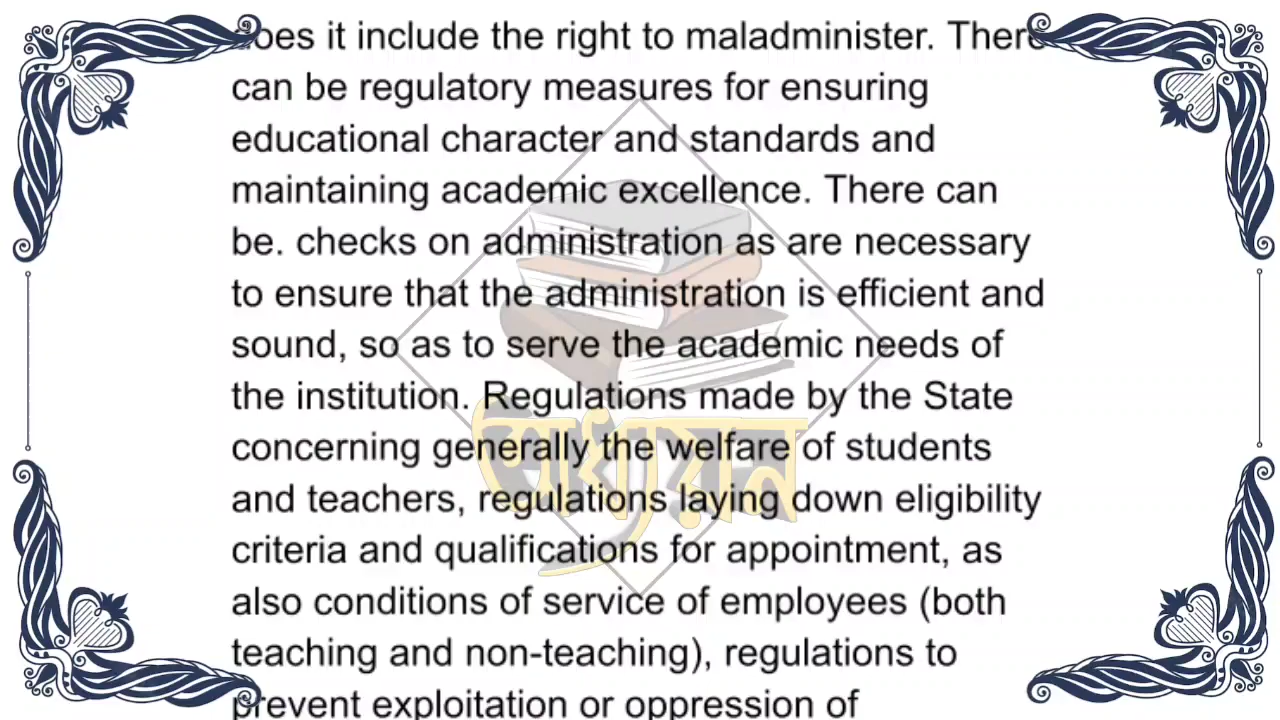 does it include the right to maladminister. There
can be regulatory measures for ensuring
educational character and standards and
maintaining academic excellence. There can
be. checks on administration as are necessary
to ensure that the administration is efficient and
sound, so as to serve the academic needs of
the institution. Regulations made by the State
concerning generally the welfare of students
and teachers, regulations laying down eligibility
criteria and qualifications for appointment, as
also conditions of service of employees (both
teaching and non-teaching), regulations to
prevent exploitation or oppression of
অধ্যয়ন